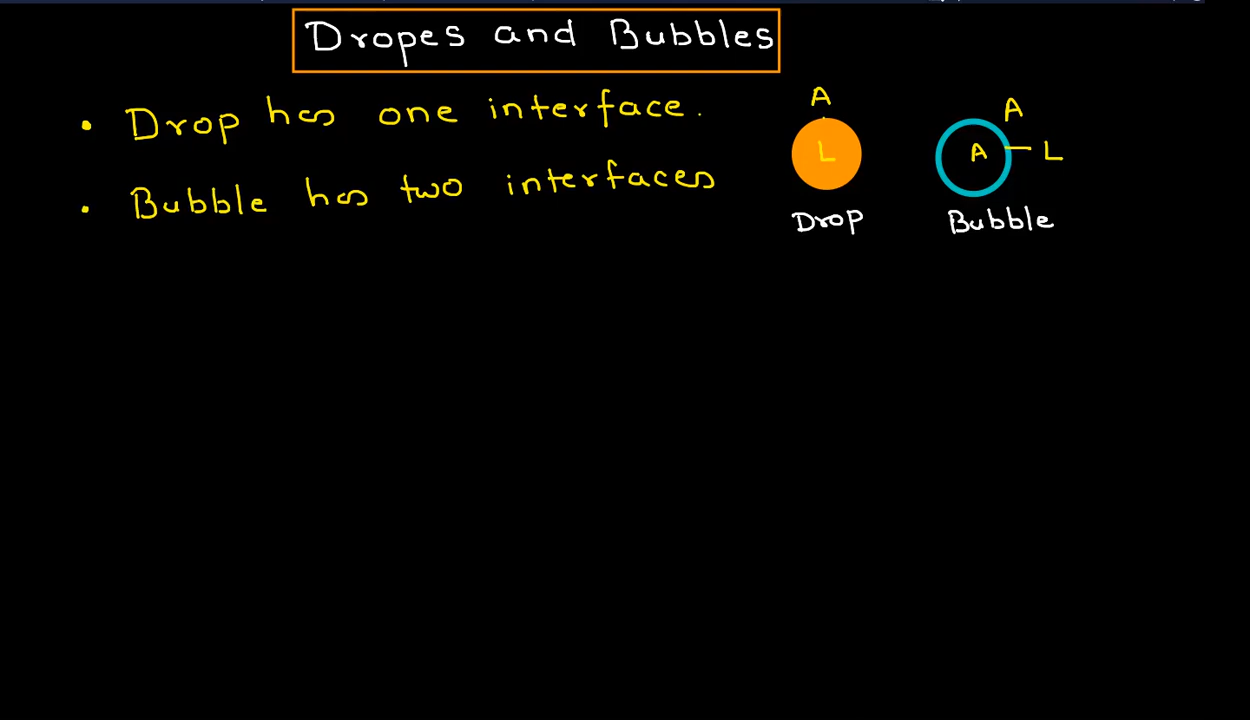 Dropes and Bubbles
• Drop has one interface.
• Bubble has two interfaces
A
L
Drop
A
A
L
Bubble